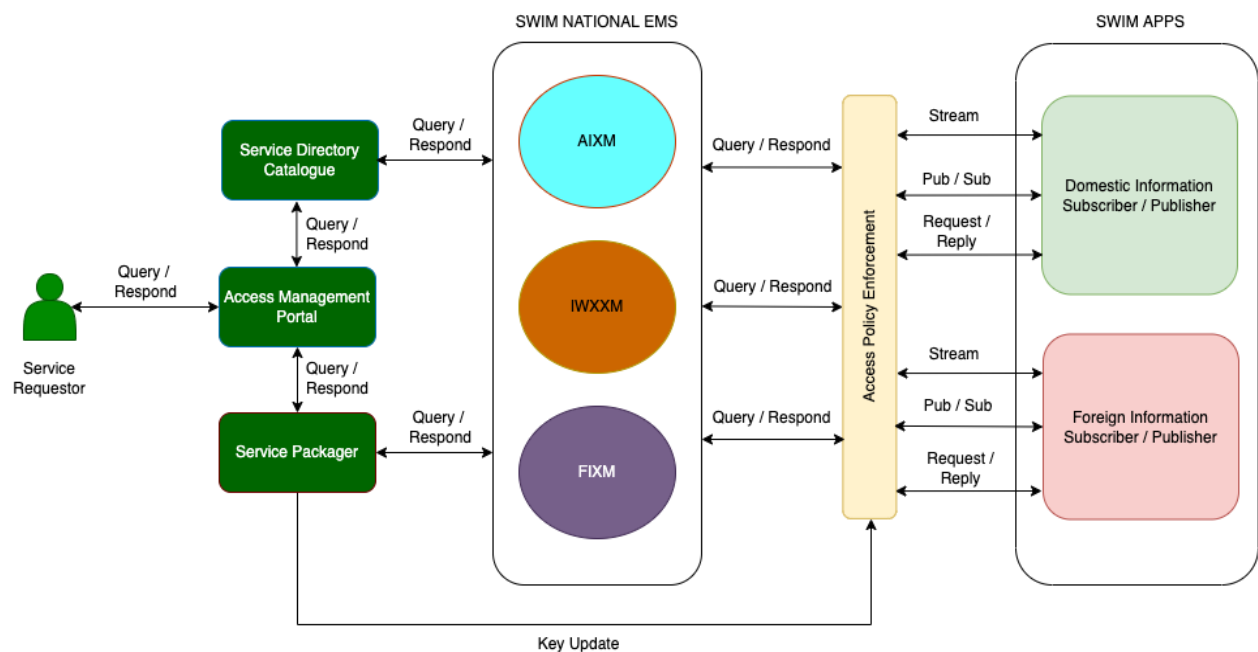 SWIM NATIONAL EMS
SWIM APPS
Service Directory
Catalogue
Query /
Respond
AIXM
Query / Respond
Stream
Pub / Sub
Request /
Reply
Domestic Information
Subscriber / Publisher
Query /
Respond
Service
Requestor
Query /
Respond
Access Management
Portal
IWXXM
Query / Respond
Access Policy Enforcement
Query /
Respond
Service Packager
Query /
Respond
FIXM
Query / Respond
Stream
Pub / Sub
Request /
Reply
Foreign Information
Subscriber / Publisher
Key Update